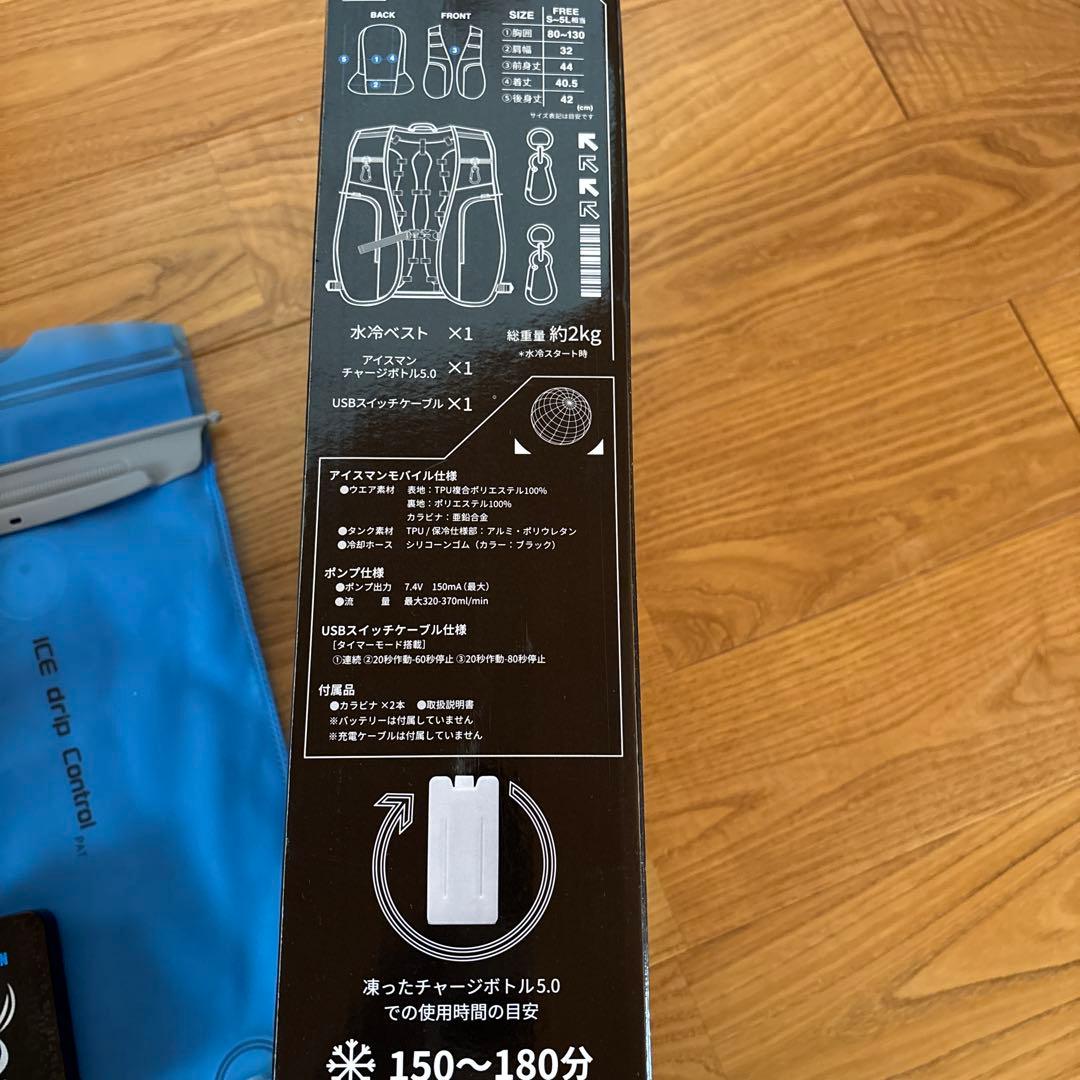 BACK
FRONT
SIZE FREE S~5L相当
①胸囲 80~130
②肩幅 32
③前身丈 44
④着丈 40.5
⑤後身丈 42
(cm)
サイズ表記は目安です
⑤ ① ④
②
③
水冷ベスト ×1
総重量 約2kg
*水冷スタート時
アイスマン
チャージボトル5.0 ×1
USBスイッチケーブル ×1
アイスマンモバイル仕様
●ウエア素材 表地：TPU複合ポリエステル100%
裏地：ポリエステル100%
カラビナ：亜鉛合金
●タンク素材 TPU / 保冷仕様部：アルミ・ポリウレタン
●冷却ホース シリコーンゴム（カラー：ブラック）
ポンプ仕様
●ポンプ出力 7.4V 150mA（最大）
●流量 最大320-370ml/min
USBスイッチケーブル仕様
［タイマーモード搭載］
①連続 ②20秒作動-60秒停止 ③20秒作動-80秒停止
付属品
●カラビナ ×2本 ●取扱説明書
※バッテリーは付属していません
※充電ケーブルは付属していません
凍ったチャージボトル5.0
での使用時間の目安
150〜180分
ICE drip Control PAT